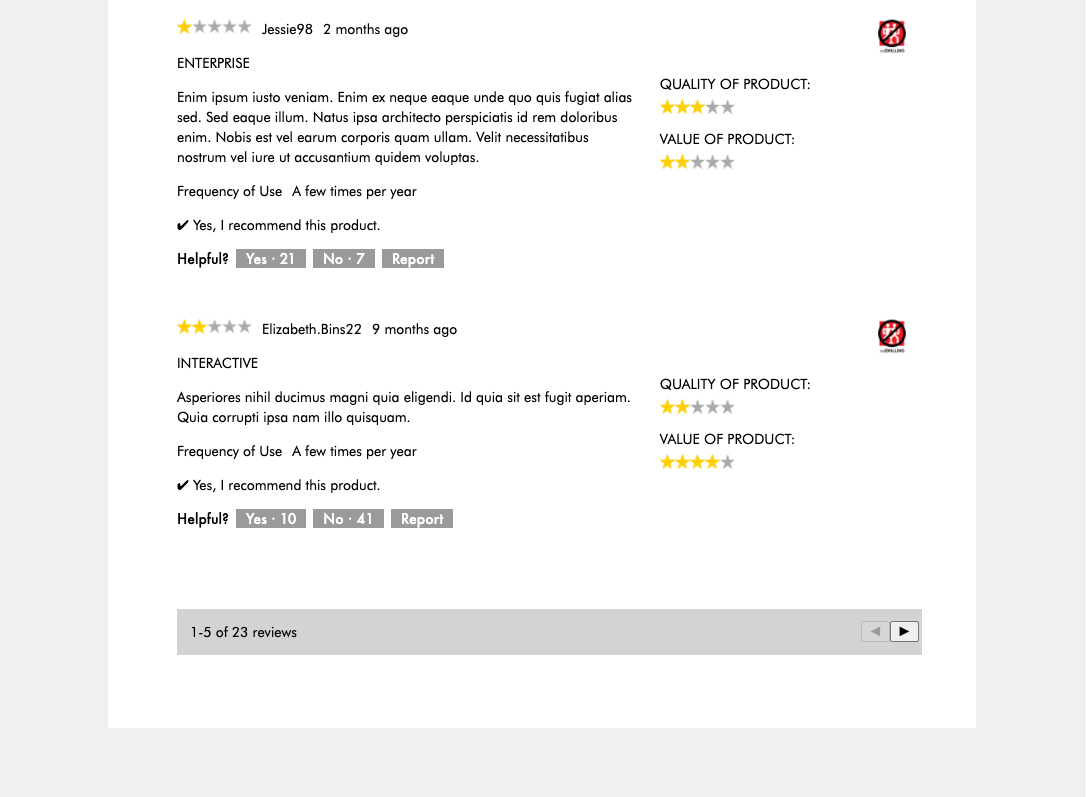 Jessie98 2 months ago
ENTERPRISE
Enim ipsum iusto veniam. Enim ex neque eaque unde quo quis fugiat alias
sed. Sed eaque illum. Natus ipsa architecto perspiciatis id rem doloribus
enim. Nobis est vel earum corporis quam ullam. Velit necessitatibus
nostrum vel iure ut accusantium quidem voluptas.
Frequency of Use A few times per year
✔ Yes, I recommend this product.
Helpful? Yes · 21 No · 7 Report
QUALITY OF PRODUCT:
VALUE OF PRODUCT:
Elizabeth.Bins22 9 months ago
INTERACTIVE
Asperiores nihil ducimus magni quia eligendi. Id quia sit est fugit aperiam.
Quia corrupti ipsa nam illo quisquam.
Frequency of Use A few times per year
✔ Yes, I recommend this product.
Helpful? Yes · 10 No · 41 Report
QUALITY OF PRODUCT:
VALUE OF PRODUCT:
1-5 of 23 reviews